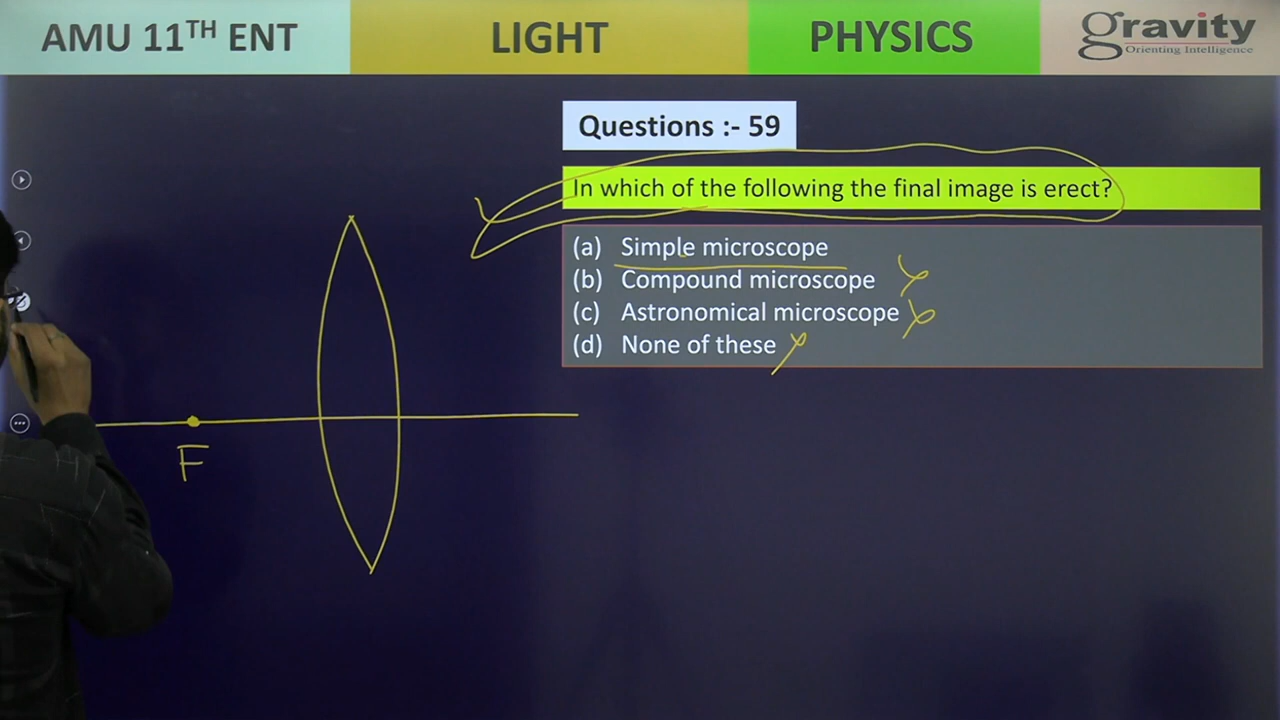 AMU 11TH ENT
LIGHT
PHYSICS
gravity
Orienting Intelligence
Questions :- 59
In which of the following the final image is erect?
(a) Simple microscope
(b) Compound microscope
(c) Astronomical microscope
(d) None of these
F